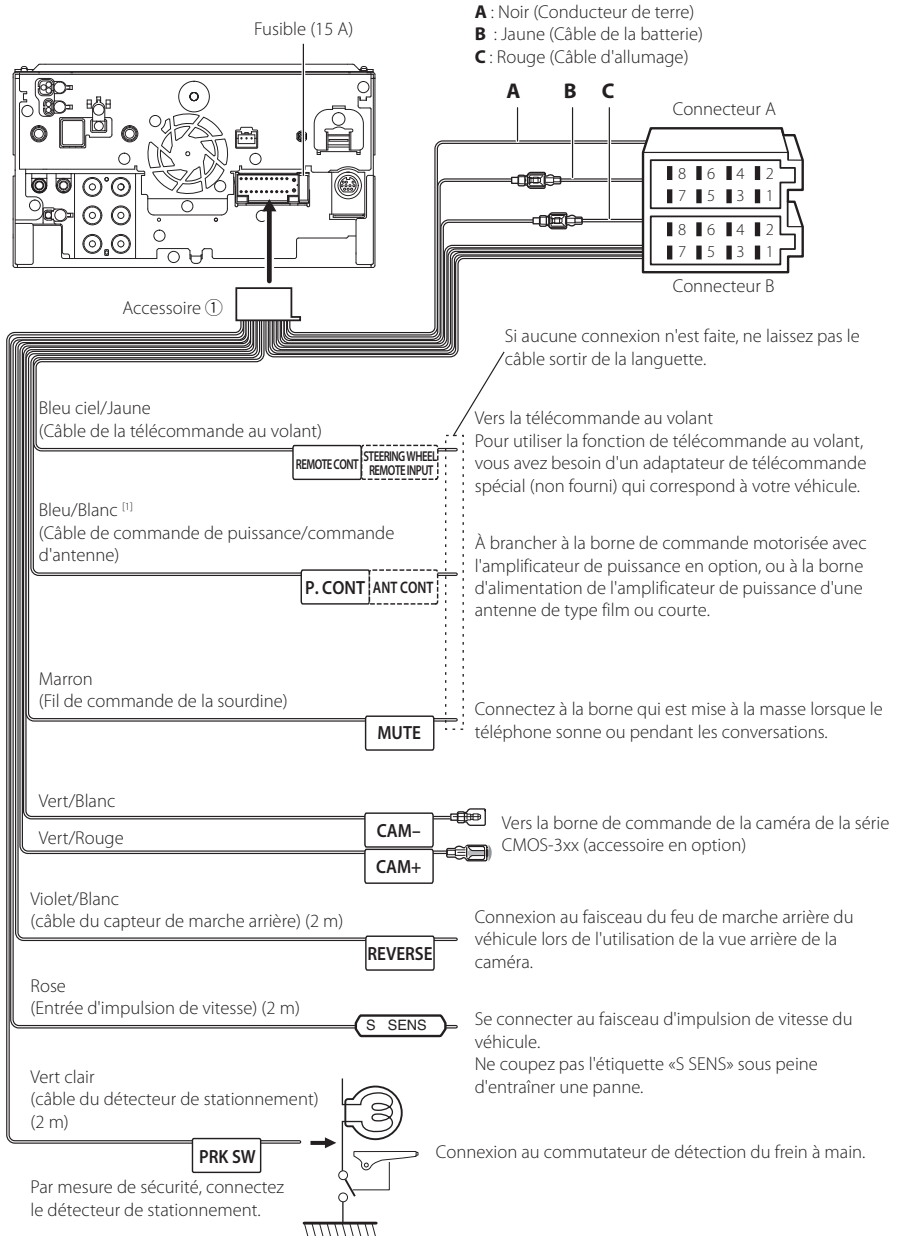 A : Noir (Conducteur de terre)
B : Jaune (Câble de la batterie)
C : Rouge (Câble d'allumage)
Fusible (15 A)
A B C
Connecteur A
8 6 4 2
7 5 3 1
8 6 4 2
7 5 3 1
Connecteur B
Accessoire ①
Si aucune connexion n'est faite, ne laissez pas le
câble sortir de la languette.
Bleu ciel/Jaune
(Câble de la télécommande au volant)
REMOTE CONT
STEERING WHEEL
REMOTE INPUT
Vers la télécommande au volant
Pour utiliser la fonction de télécommande au volant,
vous avez besoin d'un adaptateur de télécommande
spécial (non fourni) qui correspond à votre véhicule.
Bleu/Blanc [1]
(Câble de commande de puissance/commande
d'antenne)
P. CONT ANT CONT
À brancher à la borne de commande motorisée avec
l'amplificateur de puissance en option, ou à la borne
d'alimentation de l'amplificateur de puissance d'une
antenne de type film ou courte.
Marron
(Fil de commande de la sourdine)
MUTE
Connectez à la borne qui est mise à la masse lorsque le
téléphone sonne ou pendant les conversations.
Vert/Blanc
CAM–
Vert/Rouge
CAM+
Vers la borne de commande de la caméra de la série
CMOS-3xx (accessoire en option)
Violet/Blanc
(câble du capteur de marche arrière) (2 m)
REVERSE
Connexion au faisceau du feu de marche arrière du
véhicule lors de l'utilisation de la vue arrière de la
caméra.
Rose
(Entrée d'impulsion de vitesse) (2 m)
S SENS
Se connecter au faisceau d'impulsion de vitesse du
véhicule.
Ne coupez pas l'étiquette «S SENS» sous peine
d'entraîner une panne.
Vert clair
(câble du détecteur de stationnement)
(2 m)
PRK SW
Connexion au commutateur de détection du frein à main.
Par mesure de sécurité, connectez
le détecteur de stationnement.